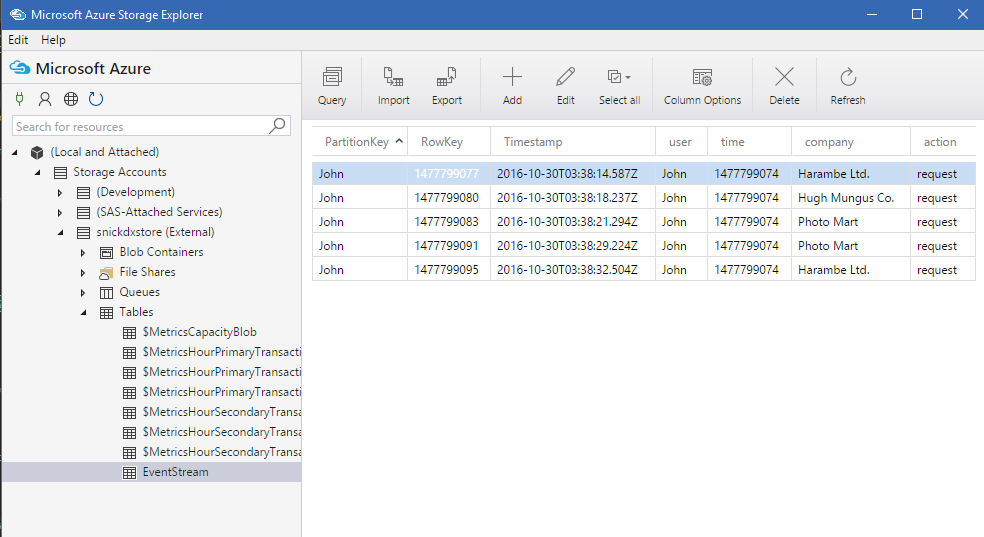 Microsoft Azure Storage Explorer
Edit Help
Microsoft Azure
Search for resources
(Local and Attached)
Storage Accounts
(Development)
(SAS-Attached Services)
snickdxstore (External)
Blob Containers
File Shares
Queues
Tables
$MetricsCapacityBlob
$MetricsHourPrimaryTransacti
$MetricsHourPrimaryTransacti
$MetricsHourPrimaryTransacti
$MetricsHourSecondaryTransa
$MetricsHourSecondaryTransa
$MetricsHourSecondaryTransa
EventStream
Query Import Export Add Edit Select all Column Options Delete Refresh
PartitionKey RowKey Timestamp user time company action
John 1477799077 2016-10-30T03:38:14.587Z John 1477799074 Harambe Ltd. request
John 1477799080 2016-10-30T03:38:18.237Z John 1477799074 Hugh Mungus Co. request
John 1477799083 2016-10-30T03:38:21.294Z John 1477799074 Photo Mart request
John 1477799091 2016-10-30T03:38:29.224Z John 1477799074 Photo Mart request
John 1477799095 2016-10-30T03:38:32.504Z John 1477799074 Harambe Ltd. request